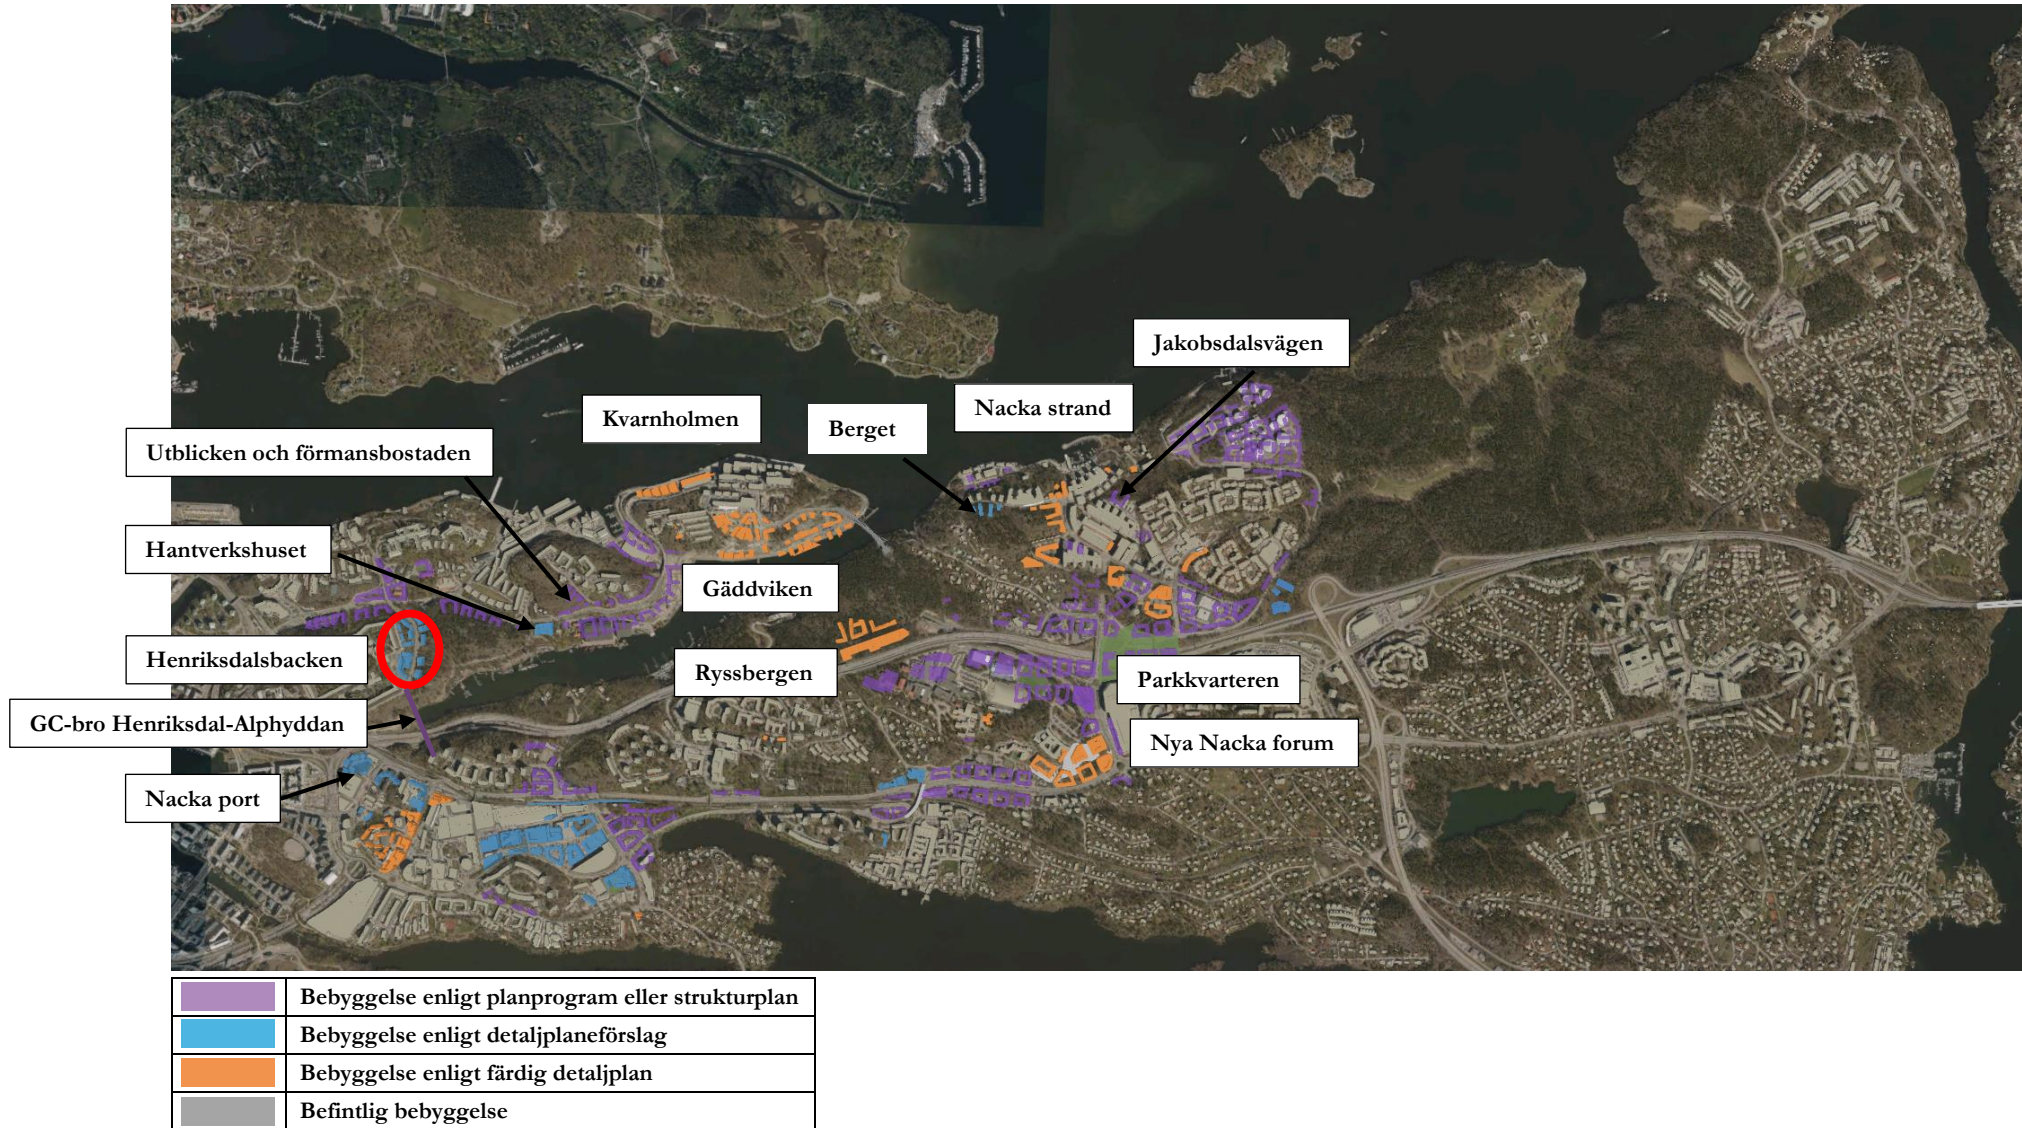 Jakobsdalsvägen
Nacka strand
Kvarnholmen
Berget
Utblicken och förmansbostaden
Hantverkshuset
Gäddviken
Henriksdalsbacken
Ryssbergen
Parkkvarteren
GC-bro Henriksdal-Alphyddan
Nya Nacka forum
Nacka port
Bebyggelse enligt planprogram eller strukturplan
Bebyggelse enligt detaljplaneförslag
Bebyggelse enligt färdig detaljplan
Befintlig bebyggelse